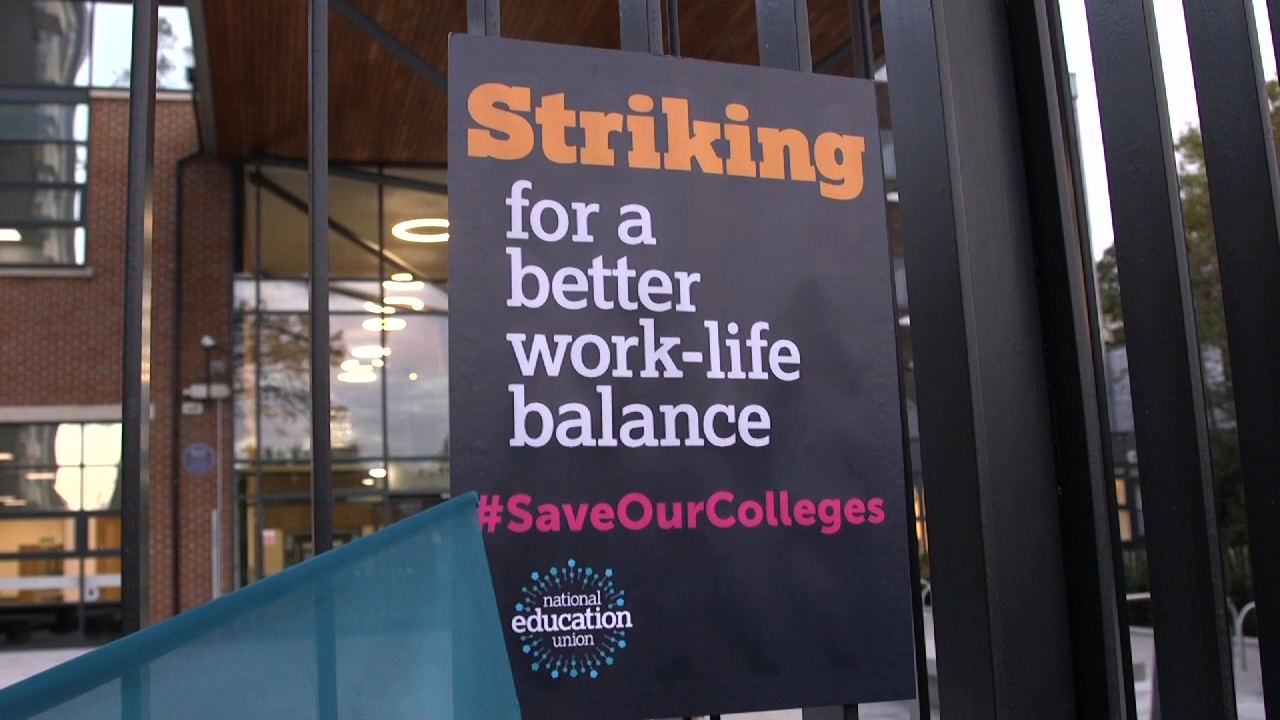 Striking
for a
better
work-life
balance
#SaveOurColleges
national
education
union